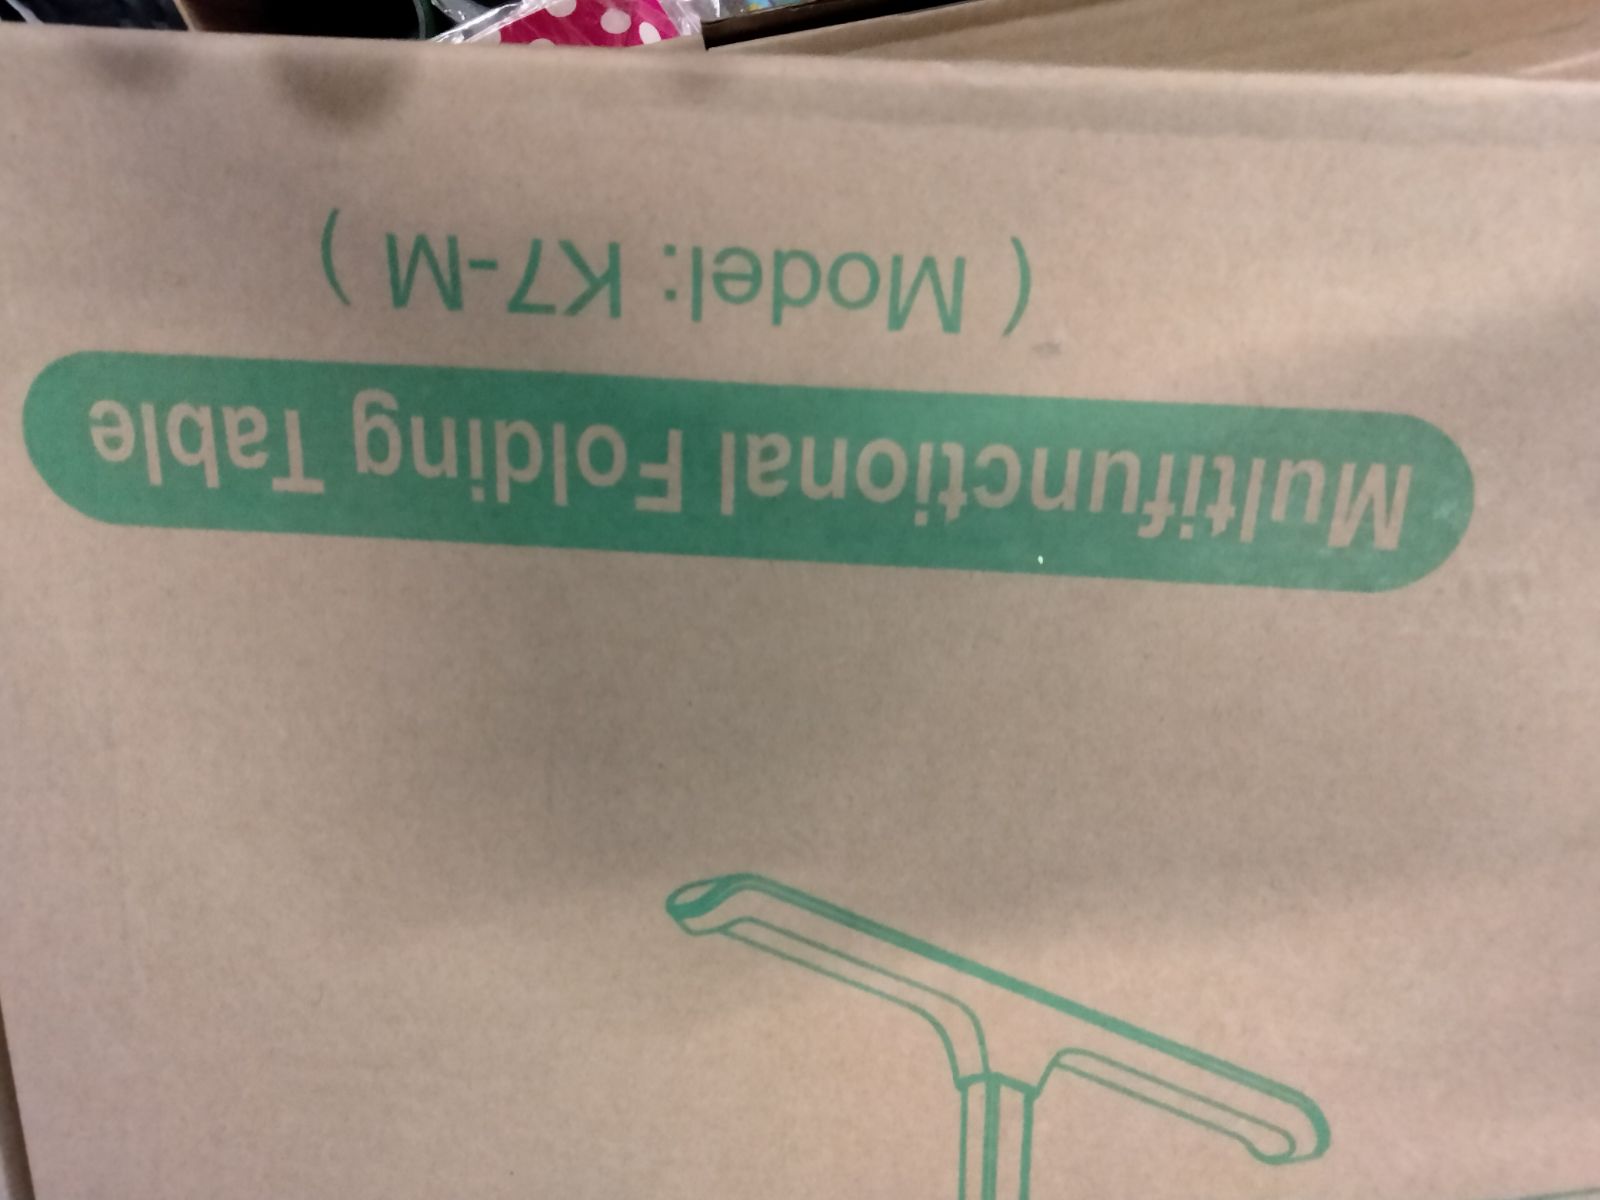 Multifunctional Folding Table
( Model: K7-M )